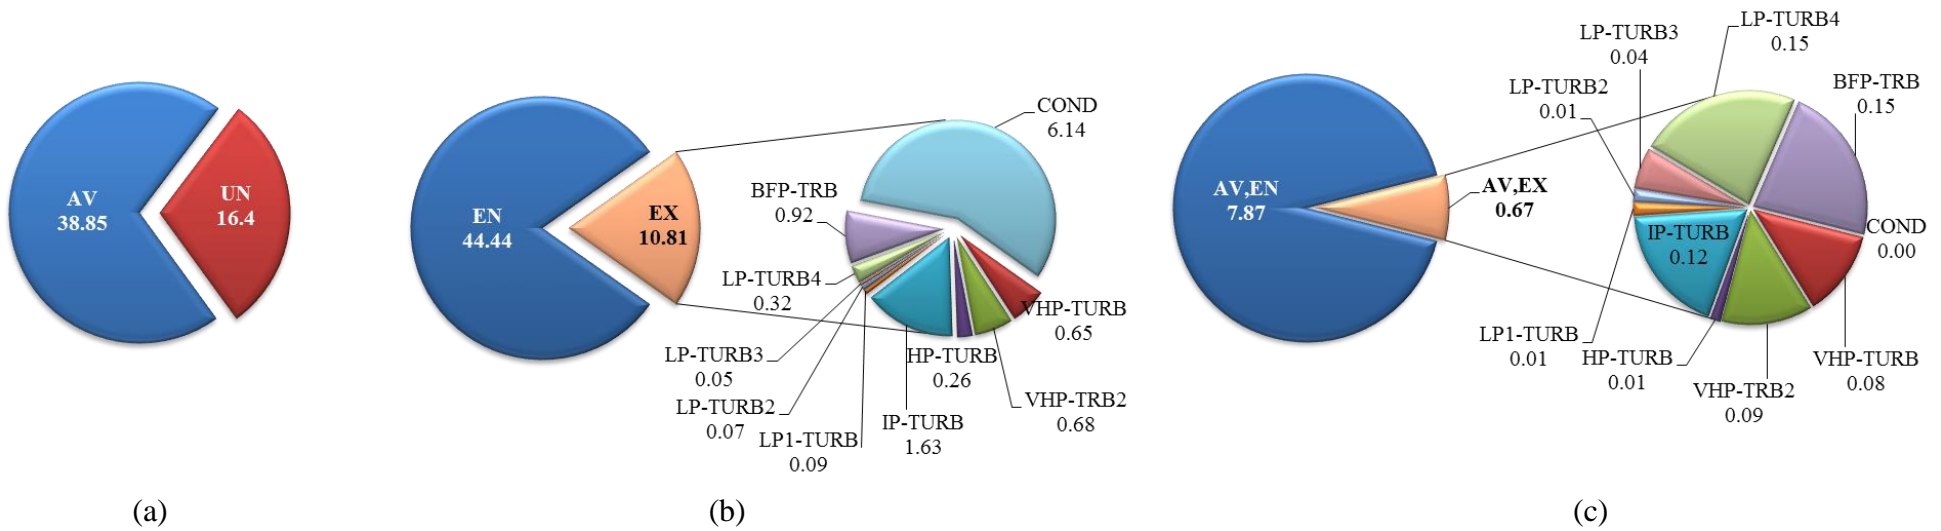 AV
38.85
UN
16.4
(a)
EN
44.44
EX
10.81
COND
6.14
BFP-TRB
0.92
LP-TURB4
0.32
LP-TURB3
0.05
LP-TURB2
0.07
LP1-TURB
0.09
IP-TURB
1.63
HP-TURB
0.26
VHP-TRB2
0.68
VHP-TURB
0.65
(b)
AV,EN
7.87
AV,EX
0.67
LP-TURB2
0.01
LP-TURB3
0.04
LP-TURB4
0.15
BFP-TRB
0.15
COND
0.00
IP-TURB
0.12
LP1-TURB
0.01
HP-TURB
0.01
VHP-TRB2
0.09
VHP-TURB
0.08
(c)